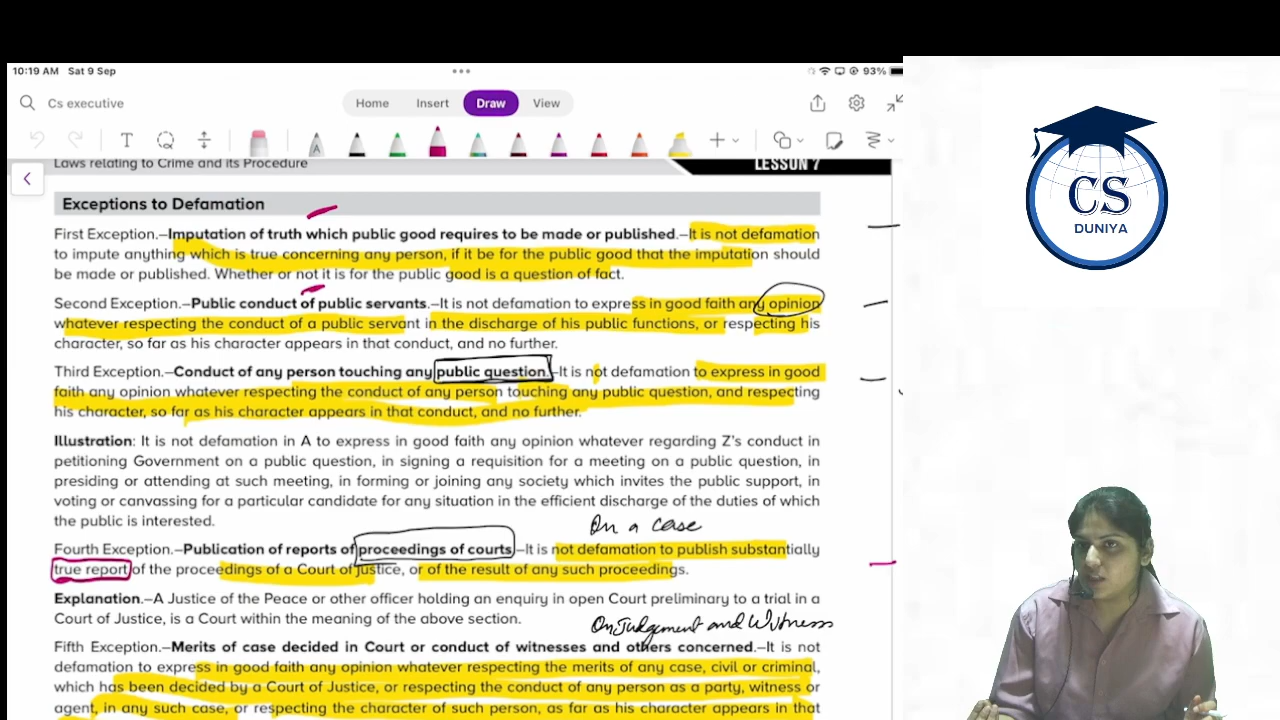 10:19 AM Sat 9 Sep
93%
Cs executive
Home Insert Draw View
Laws relating to Crime and its Procedure
LESSON 7
Exceptions to Defamation
First Exception.–Imputation of truth which public good requires to be made or published.–It is not defamation
to impute anything which is true concerning any person, if it be for the public good that the imputation should
be made or published. Whether or not it is for the public good is a question of fact.
Second Exception.–Public conduct of public servants.–It is not defamation to express in good faith any opinion
whatever respecting the conduct of a public servant in the discharge of his public functions, or respecting his
character, so far as his character appears in that conduct, and no further.
Third Exception.–Conduct of any person touching any public question.–It is not defamation to express in good
faith any opinion whatever respecting the conduct of any person touching any public question, and respecting
his character, so far as his character appears in that conduct, and no further.
Illustration: It is not defamation in A to express in good faith any opinion whatever regarding Z's conduct in
petitioning Government on a public question, in signing a requisition for a meeting on a public question, in
presiding or attending at such meeting, in forming or joining any society which invites the public support, in
voting or canvassing for a particular candidate for any situation in the efficient discharge of the duties of which
the public is interested.
On a case
Fourth Exception.–Publication of reports of proceedings of courts–It is not defamation to publish substantially
true report of the proceedings of a Court of Justice, or of the result of any such proceedings.
Explanation.–A Justice of the Peace or other officer holding an enquiry in open Court preliminary to a trial in a
Court of Justice, is a Court within the meaning of the above section.
On Judgement and Witness
Fifth Exception.–Merits of case decided in Court or conduct of witnesses and others concerned.–It is not
defamation to express in good faith any opinion whatever respecting the merits of any case, civil or criminal,
which has been decided by a Court of Justice, or respecting the conduct of any person as a party, witness or
agent, in any such case, or respecting the character of such person, as far as his character appears in that
CS
DUNIYA